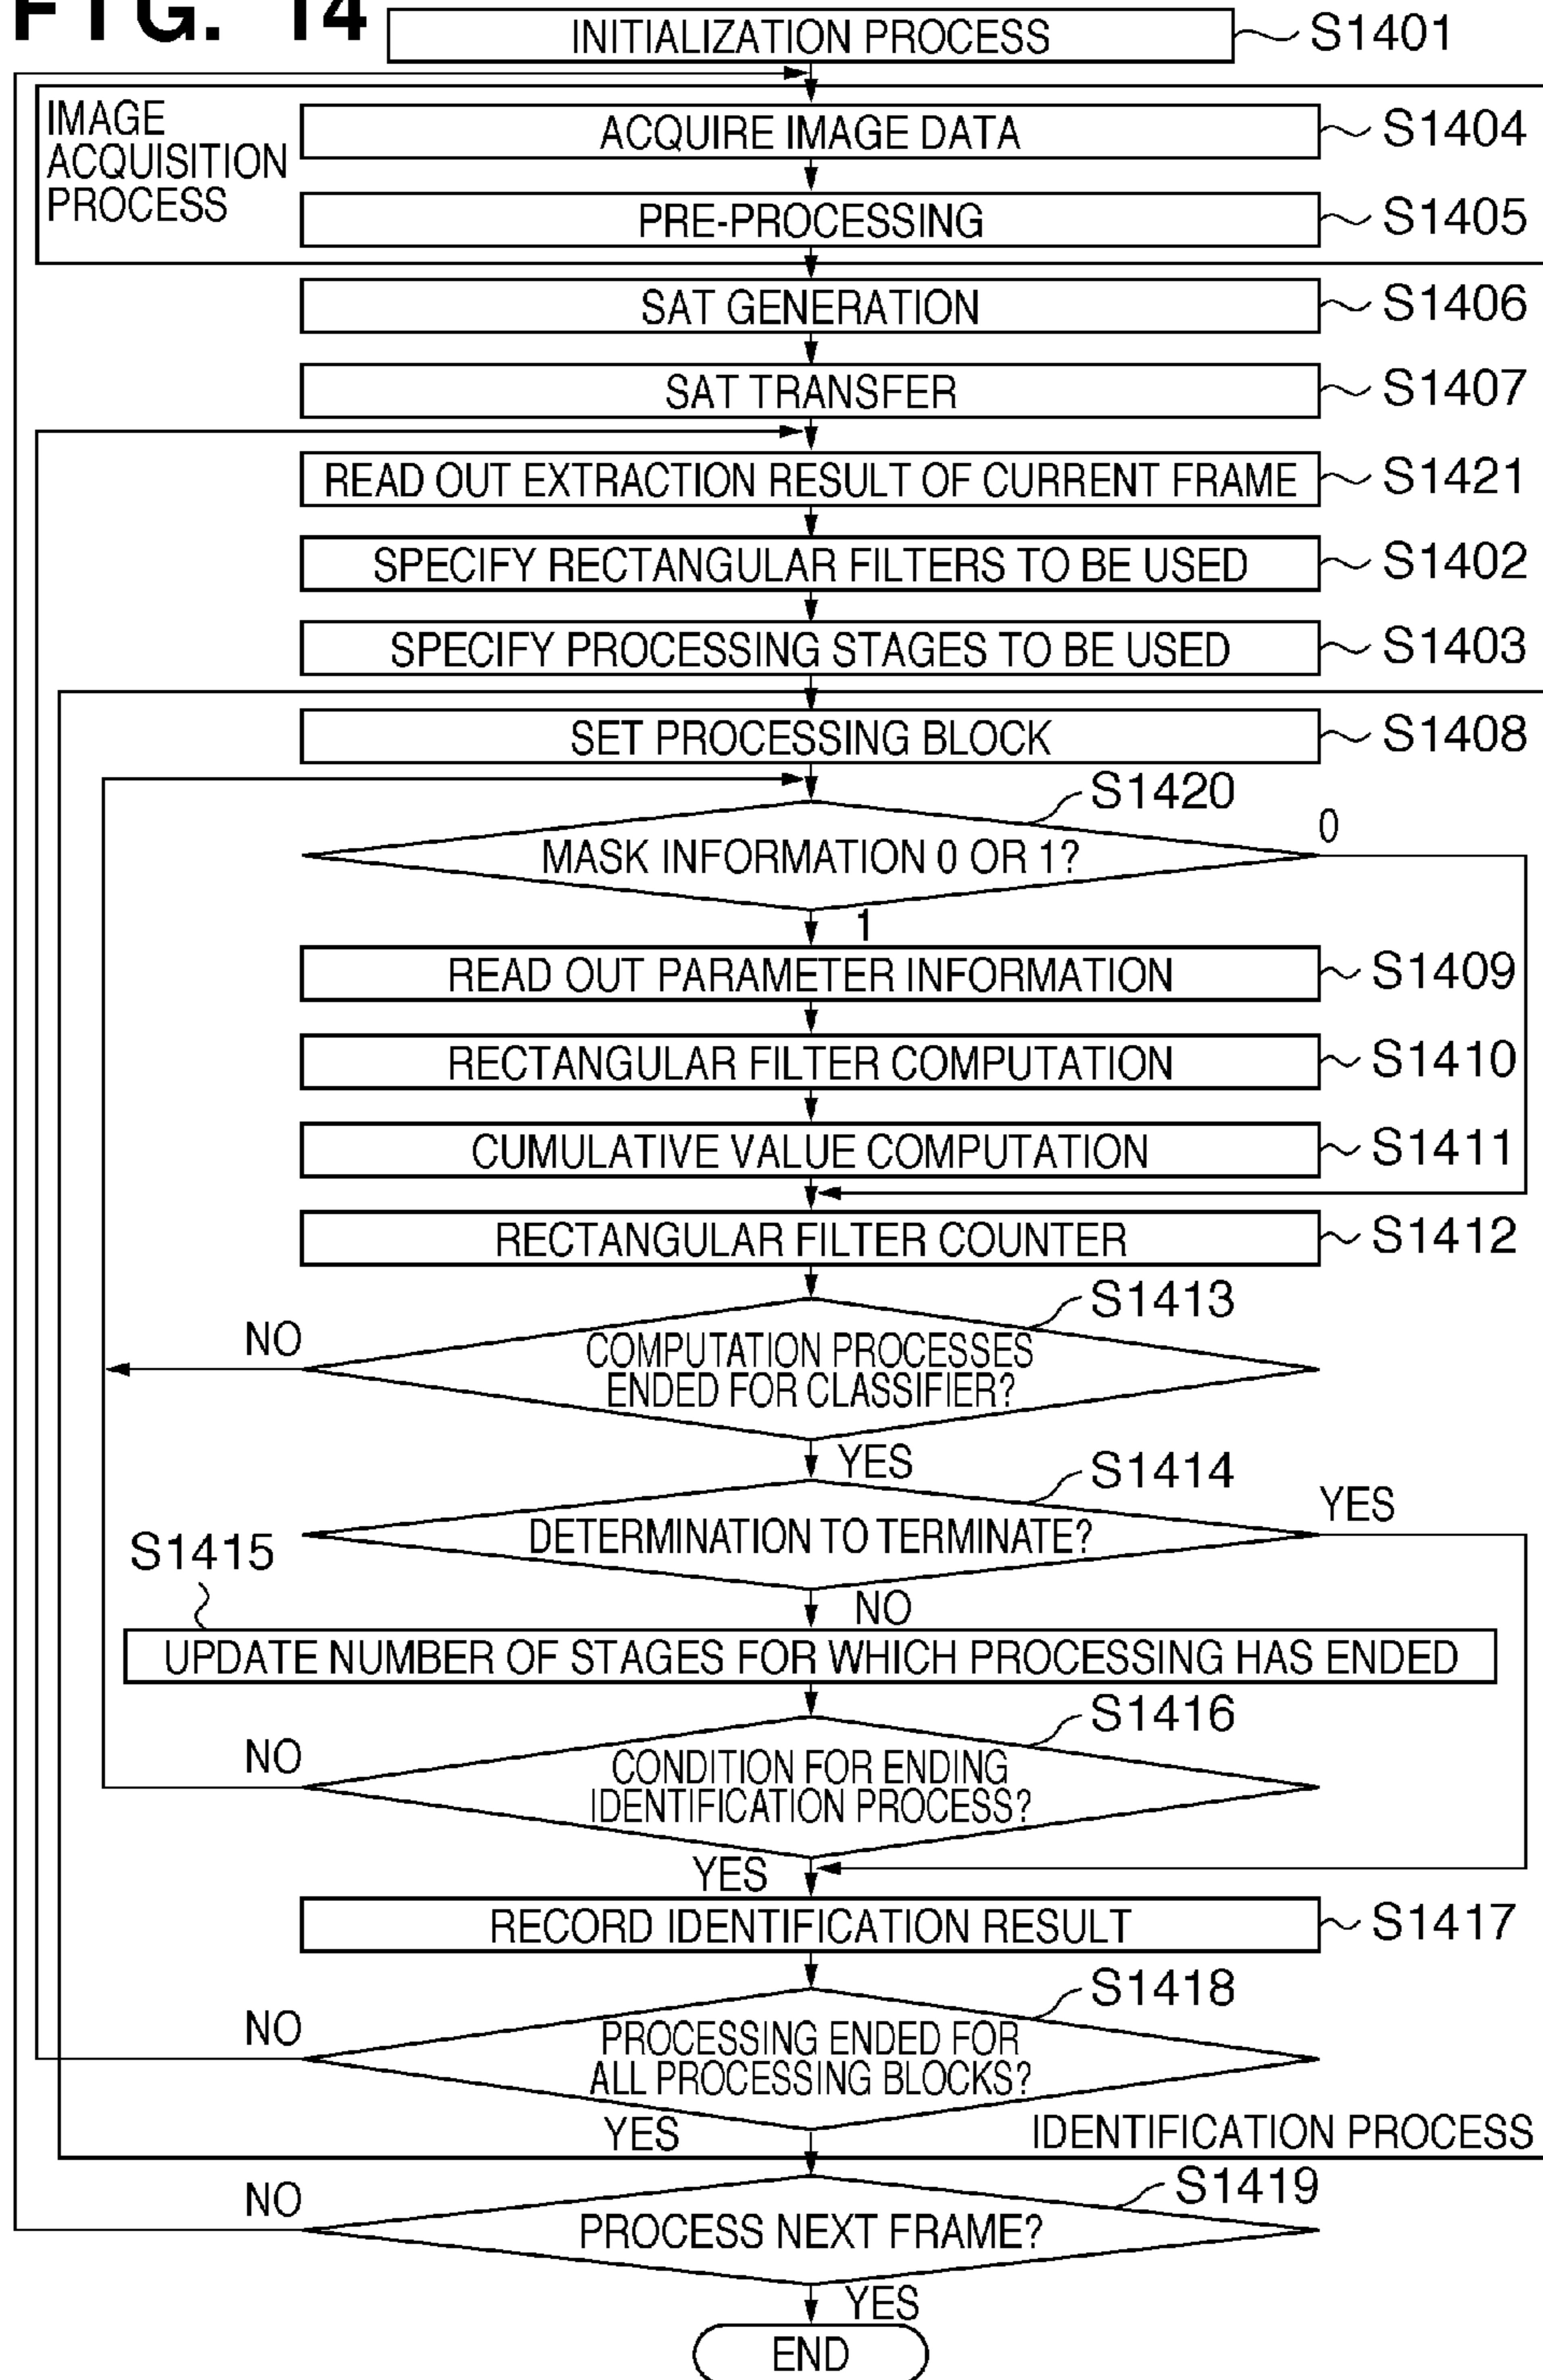 FIG. 14
INITIALIZATION PROCESS
S1401
IMAGE
ACQUISITION
PROCESS
ACQUIRE IMAGE DATA
S1404
PRE-PROCESSING
S1405
SAT GENERATION
S1406
SAT TRANSFER
S1407
READ OUT EXTRACTION RESULT OF CURRENT FRAME
S1421
SPECIFY RECTANGULAR FILTERS TO BE USED
S1402
SPECIFY PROCESSING STAGES TO BE USED
S1403
SET PROCESSING BLOCK
S1408
S1420
0
MASK INFORMATION 0 OR 1?
1
READ OUT PARAMETER INFORMATION
S1409
RECTANGULAR FILTER COMPUTATION
S1410
CUMULATIVE VALUE COMPUTATION
S1411
RECTANGULAR FILTER COUNTER
S1412
S1413
NO
COMPUTATION PROCESSES
ENDED FOR CLASSIFIER?
YES
S1414
YES
DETERMINATION TO TERMINATE?
S1415
NO
UPDATE NUMBER OF STAGES FOR WHICH PROCESSING HAS ENDED
S1416
NO
CONDITION FOR ENDING
IDENTIFICATION PROCESS?
YES
RECORD IDENTIFICATION RESULT
S1417
S1418
NO
PROCESSING ENDED FOR
ALL PROCESSING BLOCKS?
YES
IDENTIFICATION PROCESS
S1419
NO
PROCESS NEXT FRAME?
YES
END